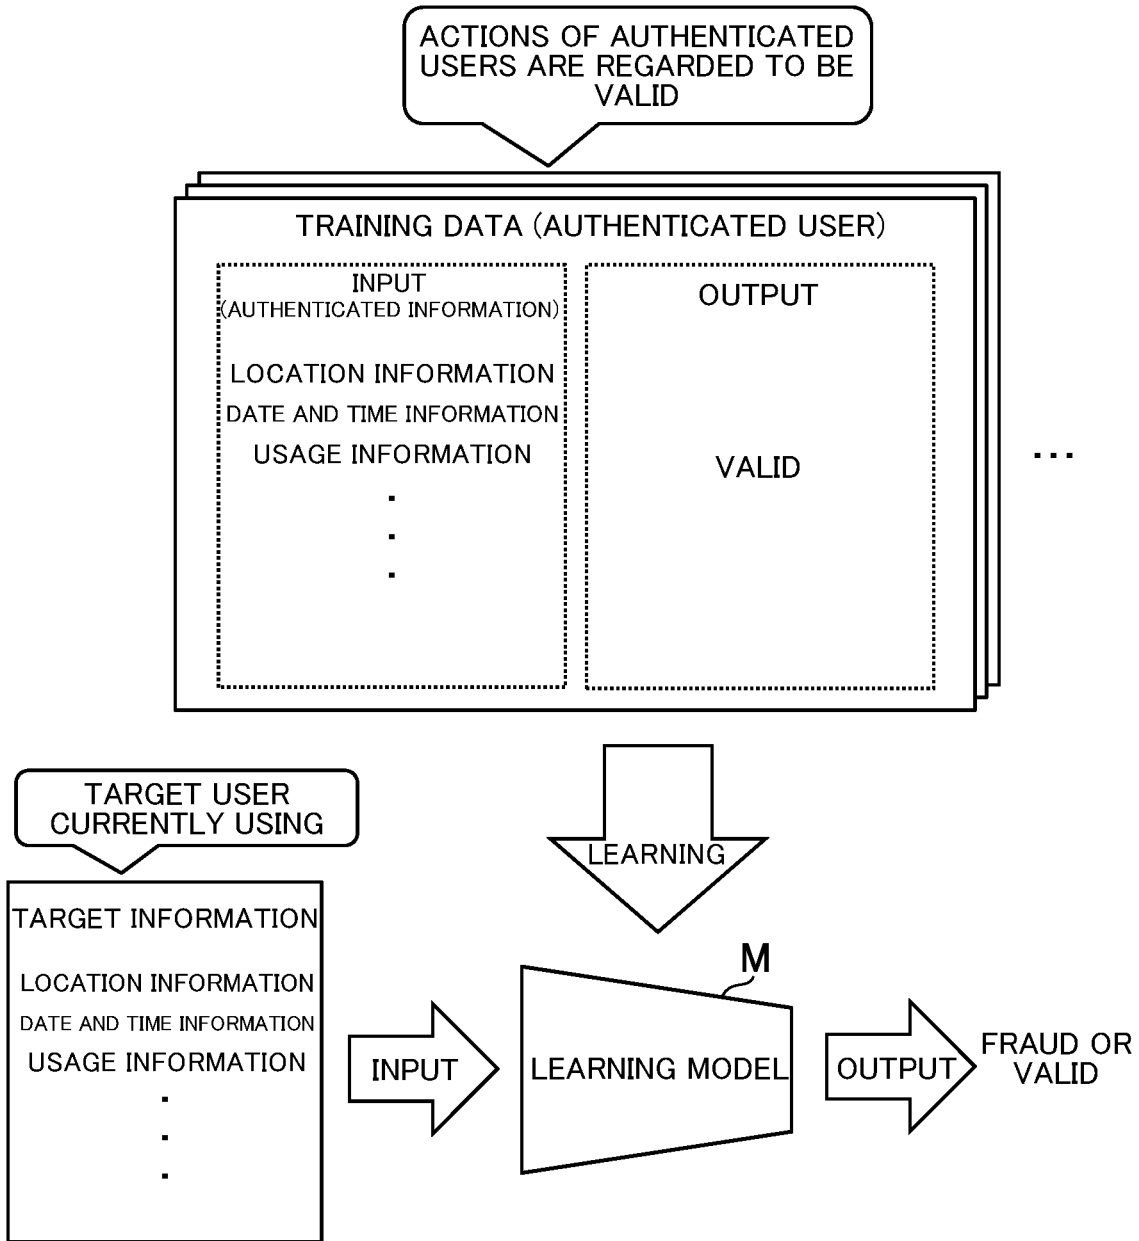 ACTIONS OF AUTHENTICATED
USERS ARE REGARDED TO BE
VALID
TRAINING DATA (AUTHENTICATED USER)
INPUT
(AUTHENTICATED INFORMATION)
LOCATION INFORMATION
DATE AND TIME INFORMATION
USAGE INFORMATION
OUTPUT
VALID
...
LEARNING
TARGET USER
CURRENTLY USING
TARGET INFORMATION
LOCATION INFORMATION
DATE AND TIME INFORMATION
USAGE INFORMATION
INPUT
M
LEARNING MODEL
OUTPUT
FRAUD OR
VALID